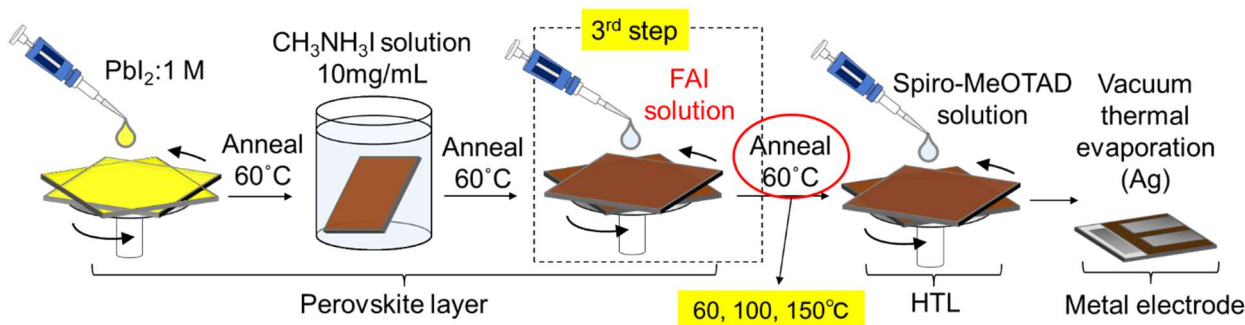 PbI₂:1 M
Anneal
60˚C
CH₃NH₃I solution
10mg/mL
Anneal
60˚C
3rd step
FAI
solution
Anneal
60˚C
60, 100, 150℃
Spiro-MeOTAD
solution
Vacuum
thermal
evaporation
(Ag)
Perovskite layer
HTL
Metal electrode